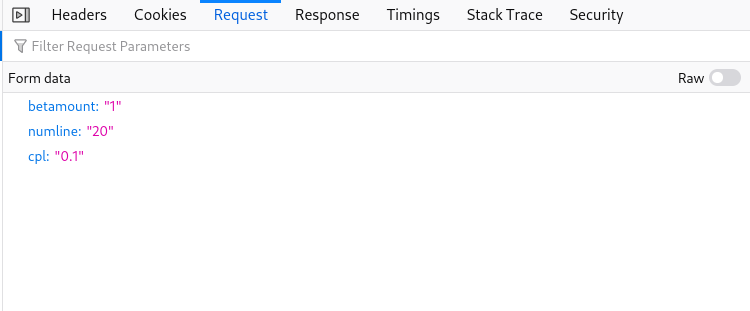 Headers Cookies Request Response Timings Stack Trace Security
Filter Request Parameters
Form data Raw
betamount: "1"
numline: "20"
cpl: "0.1"